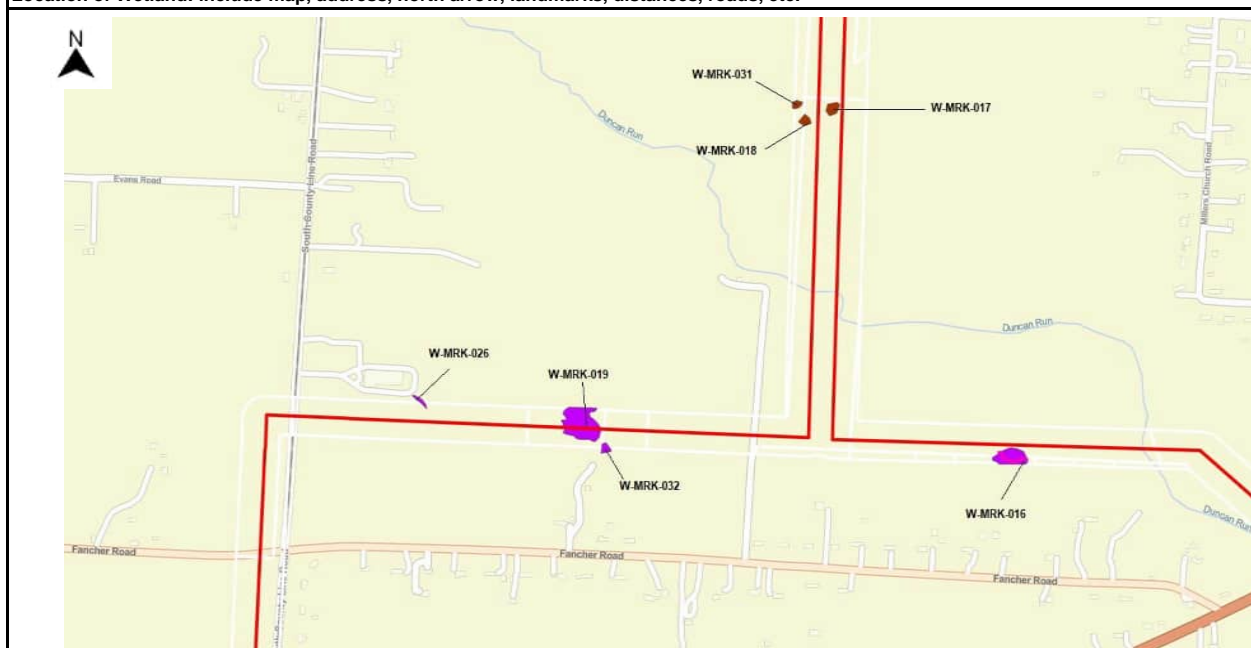 Location of Wetland: include map, address, north arrow, landmarks, distances, roads, etc.
N
W-MRK-031
W-MRK-017
W-MRK-018
Duncan Run
Evans Road
South County Line Road
Millers Church Road
Duncan Run
W-MRK-026
W-MRK-019
W-MRK-032
W-MRK-016
Duncan Run
Fancher Road
Fancher Road
Fancher Road